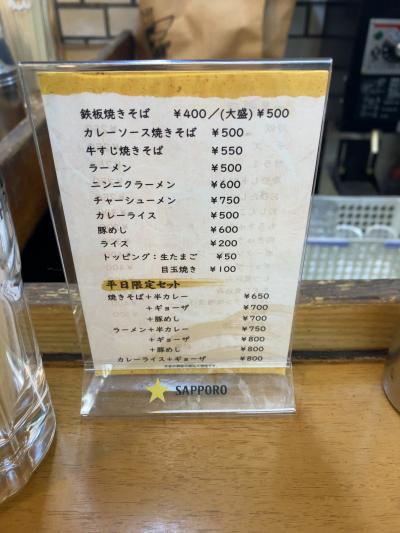 鉄板焼きそば ¥400/(大盛)¥500
カレーソース焼きそば ¥500
牛すじ焼きそば ¥550
ラーメン ¥500
ニンニクラーメン ¥600
チャーシューメン ¥750
カレーライス ¥500
豚めし ¥600
ライス ¥200
トッピング：生たまご ¥50
目玉焼き ¥100
平日限定セット
焼きそば＋半カレー ¥650
＋ギョーザ ¥700
＋豚めし ¥700
ラーメン＋半カレー ¥750
＋ギョーザ ¥800
＋豚めし ¥800
カレーライス＋ギョーザ ¥800
SAPPORO